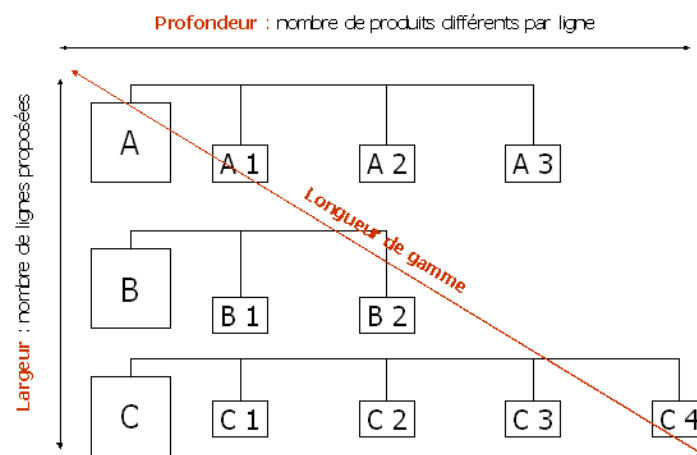 Profondeur : nombre de produits différents par ligne
Largeur : nombre de lignes proposées
A
A 1
A 2
A 3
Longueur de gamme
B
B 1
B 2
C
C 1
C 2
C 3
C 4